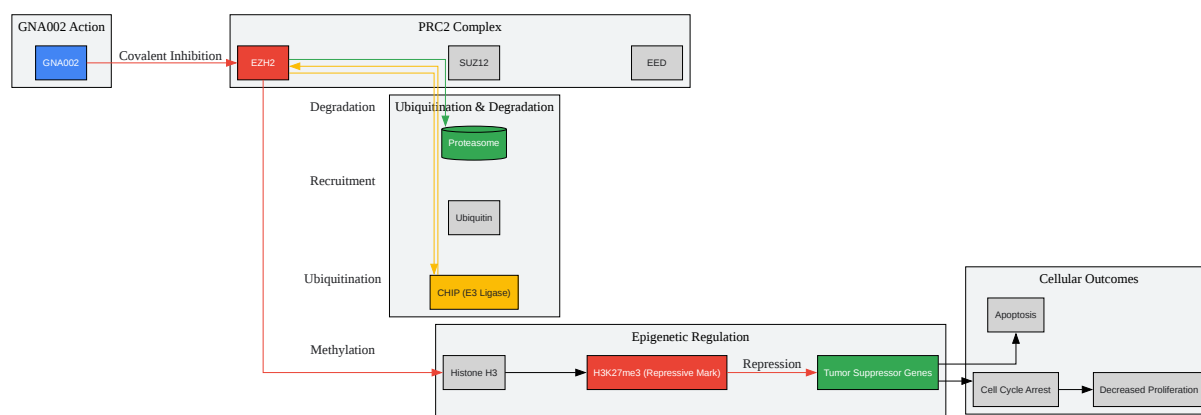 GNA002 Action
PRC2 Complex
GNA002
Covalent Inhibition
EZH2
SUZ12
EED
Degradation
Ubiquitination & Degradation
Proteasome
Recruitment
Ubiquitin
Ubiquitination
CHIP (E3 Ligase)
Cellular Outcomes
Apoptosis
Epigenetic Regulation
Methylation
Histone H3
H3K27me3 (Repressive Mark)
Repression
Tumor Suppressor Genes
Cell Cycle Arrest
Decreased Proliferation